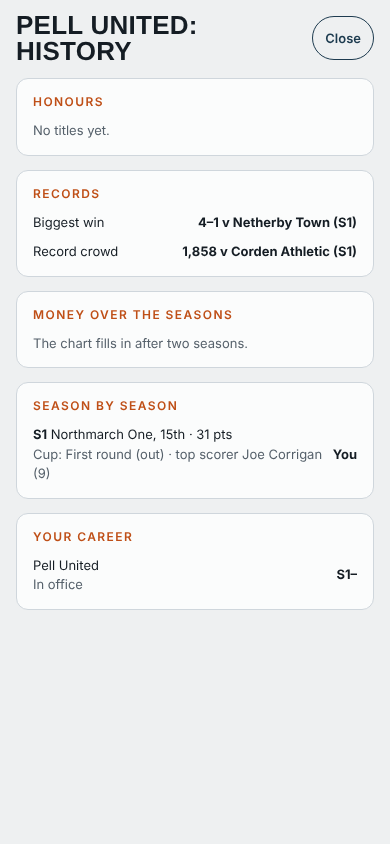 PELL UNITED:
HISTORY
Close
HONOURS
No titles yet.
RECORDS
Biggest win 4–1 v Netherby Town (S1)
Record crowd 1,858 v Corden Athletic (S1)
MONEY OVER THE SEASONS
The chart fills in after two seasons.
SEASON BY SEASON
S1 Northmarch One, 15th · 31 pts
Cup: First round (out) · top scorer Joe Corrigan
(9)
You
YOUR CAREER
Pell United
In office
S1–